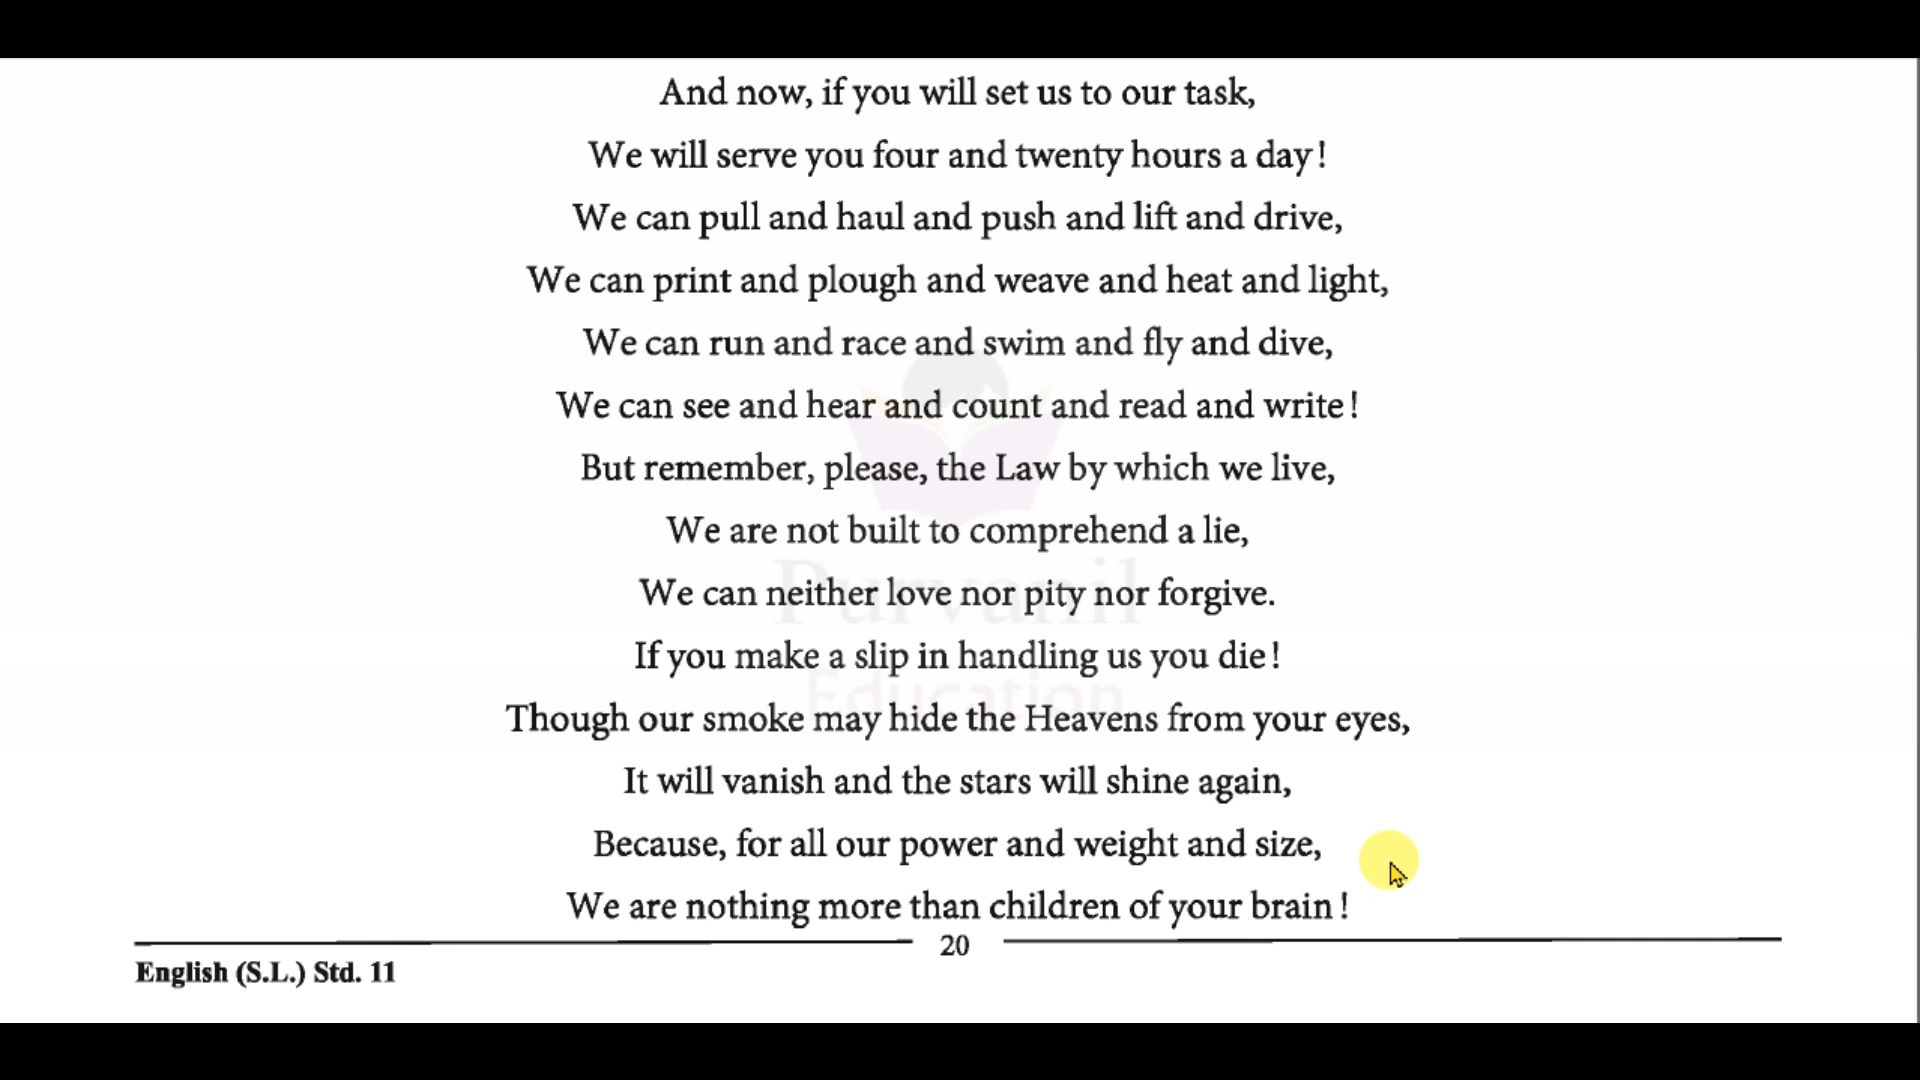 And now, if you will set us to our task,
We will serve you four and twenty hours a day!
We can pull and haul and push and lift and drive,
We can print and plough and weave and heat and light,
We can run and race and swim and fly and dive,
We can see and hear and count and read and write!
But remember, please, the Law by which we live,
We are not built to comprehend a lie,
Purvanil
We can neither love nor pity nor forgive.
If you make a slip in handling us you die!
Education
Though our smoke may hide the Heavens from your eyes,
It will vanish and the stars will shine again,
Because, for all our power and weight and size,
We are nothing more than children of your brain!
20
English (S.L.) Std. 11